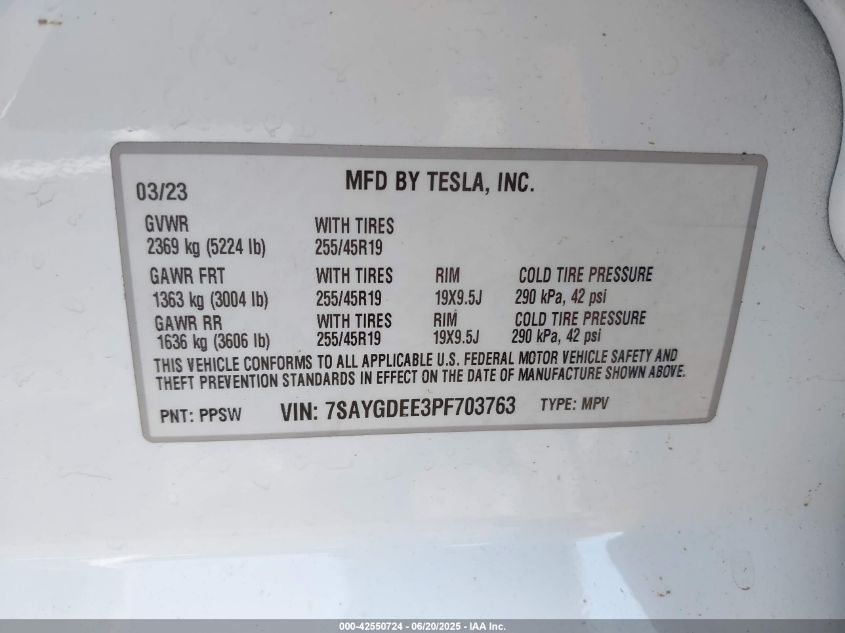 MFD BY TESLA, INC.
03/23
GVWR WITH TIRES
2369 kg (5224 lb) 255/45R19
GAWR FRT WITH TIRES RIM COLD TIRE PRESSURE
1363 kg (3004 lb) 255/45R19 19X9.5J 290 kPa, 42 psi
GAWR RR WITH TIRES RIM COLD TIRE PRESSURE
1636 kg (3606 lb) 255/45R19 19X9.5J 290 kPa, 42 psi
THIS VEHICLE CONFORMS TO ALL APPLICABLE U.S. FEDERAL MOTOR VEHICLE SAFETY AND
THEFT PREVENTION STANDARDS IN EFFECT ON THE DATE OF MANUFACTURE SHOWN ABOVE.
PNT: PPSW VIN: 7SAYGDEE3PF703763 TYPE: MPV
000-42550724 - 06/20/2025 - IAA Inc.